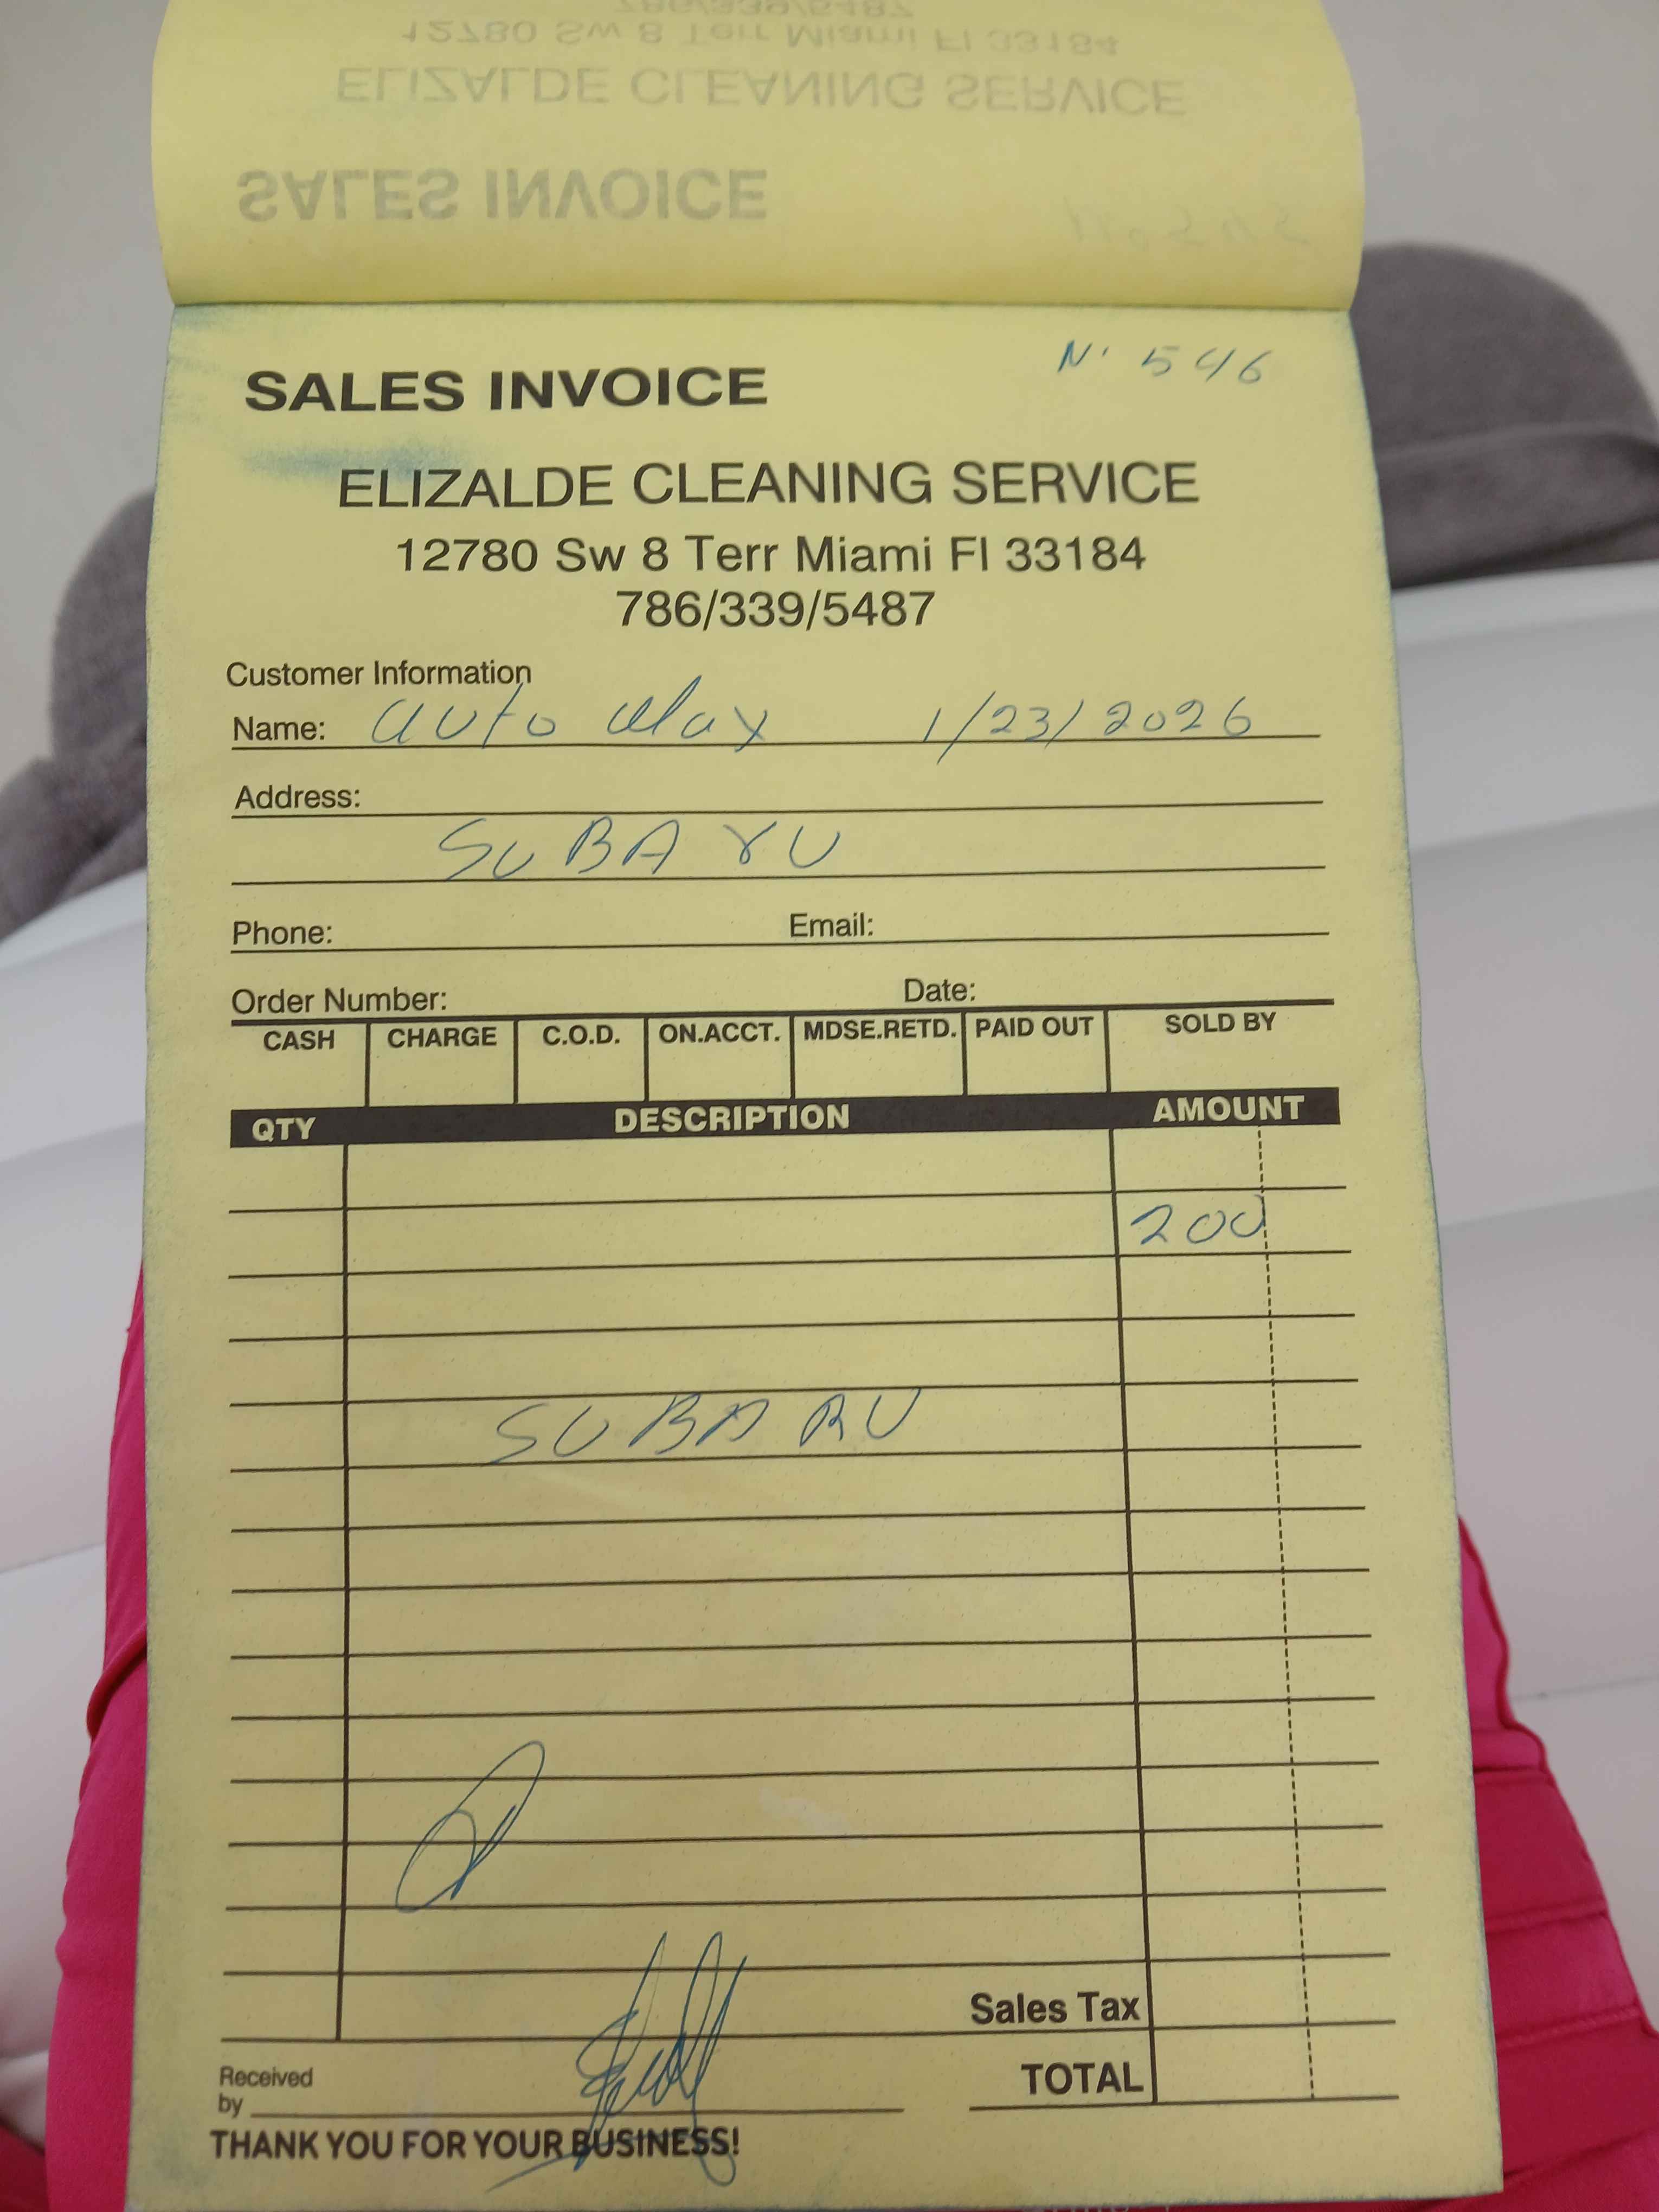 SALES INVOICE
N. 546
ELIZALDE CLEANING SERVICE
12780 Sw 8 Terr Miami Fl 33184
786/339/5487
Customer Information
Name: Auto Max 1/23/2026
Address:
SUBARU
Phone: Email:
Order Number: Date:
CASH CHARGE C.O.D. ON.ACCT. MDSE.RETD. PAID OUT SOLD BY
QTY DESCRIPTION AMOUNT
200
SUBARU
Sales Tax
Received
by
TOTAL
THANK YOU FOR YOUR BUSINESS!